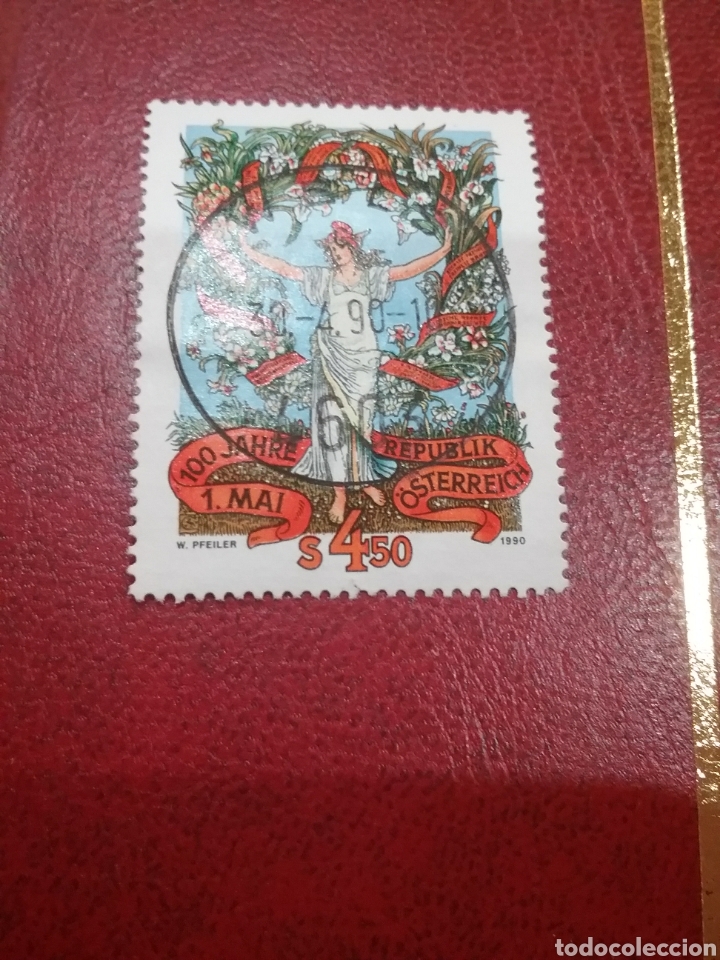 100 JAHRE
1. MAI
REPUBLIK
ÖSTERREICH
W. PFEILER
1990
S 4 50
todocoleccion